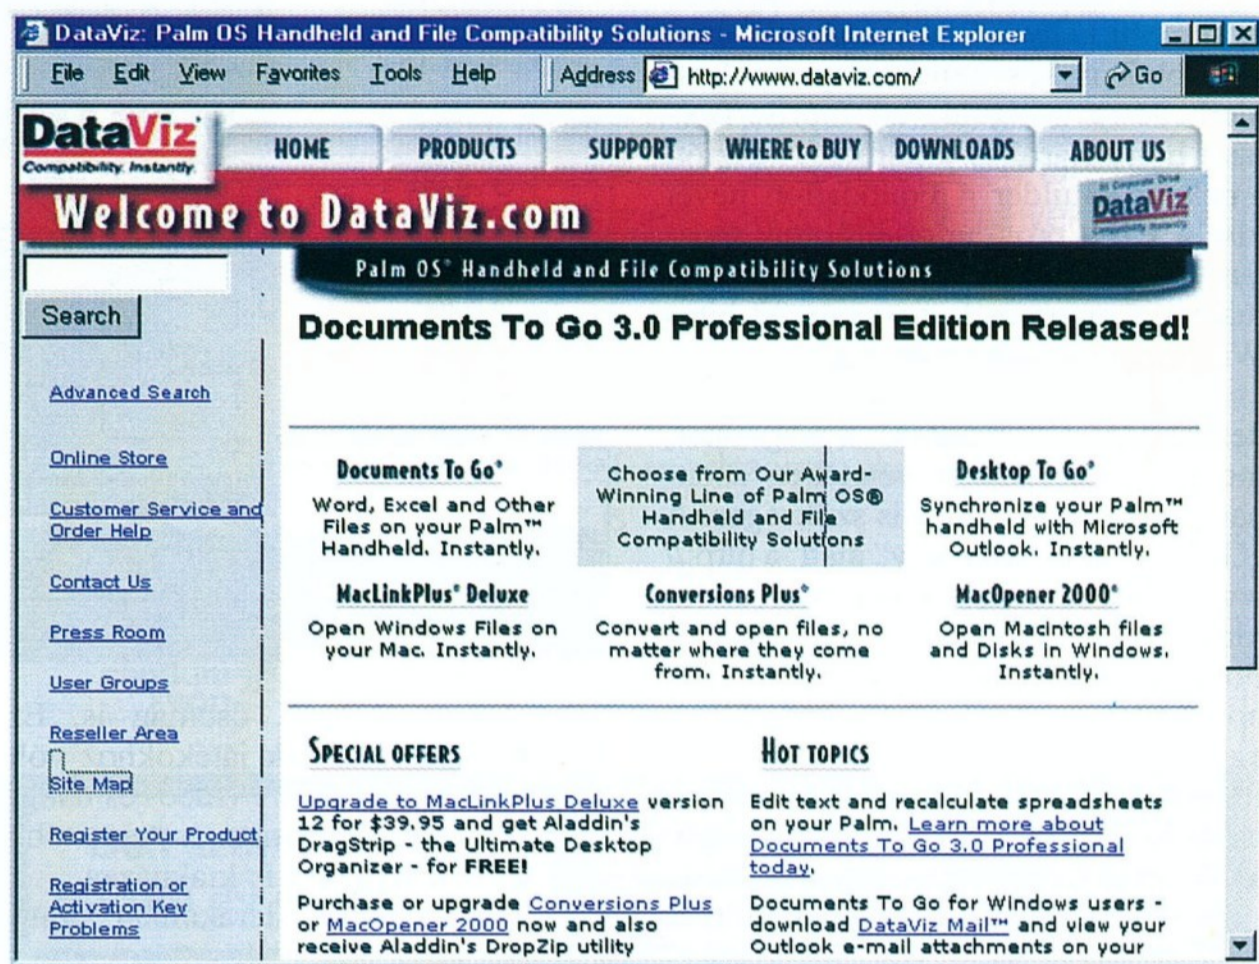 DataViz: Palm OS Handheld and File Compatibility Solutions - Microsoft Internet Explorer
File Edit View Favorites Tools Help Address http://www.dataviz.com/ Go
DataViz
Compatibility. Instantly.
HOME PRODUCTS SUPPORT WHERE to BUY DOWNLOADS ABOUT US
Welcome to DataViz.com
DataViz
Palm OS® Handheld and File Compatibility Solutions
Search
Advanced Search
Online Store
Customer Service and
Order Help
Contact Us
Press Room
User Groups
Reseller Area
Site Map
Register Your Product
Registration or
Activation Key
Problems
Documents To Go 3.0 Professional Edition Released!
Documents To Go®
Word, Excel and Other
Files on your Palm™
Handheld. Instantly.
Choose from Our Award-
Winning Line of Palm OS®
Handheld and File
Compatibility Solutions
Desktop To Go®
Synchronize your Palm™
handheld with Microsoft
Outlook. Instantly.
MacLinkPlus® Deluxe
Open Windows Files on
your Mac. Instantly.
Conversions Plus®
Convert and open files, no
matter where they come
from. Instantly.
MacOpener 2000®
Open Macintosh files
and Disks in Windows.
Instantly.
SPECIAL OFFERS
Upgrade to MacLinkPlus Deluxe version
12 for $39.95 and get Aladdin's
DragStrip - the Ultimate Desktop
Organizer - for FREE!
Purchase or upgrade Conversions Plus
or MacOpener 2000 now and also
receive Aladdin's DropZip utility
HOT TOPICS
Edit text and recalculate spreadsheets
on your Palm. Learn more about
Documents To Go 3.0 Professional
today.
Documents To Go for Windows users -
download DataViz Mail™ and view your
Outlook e-mail attachments on your